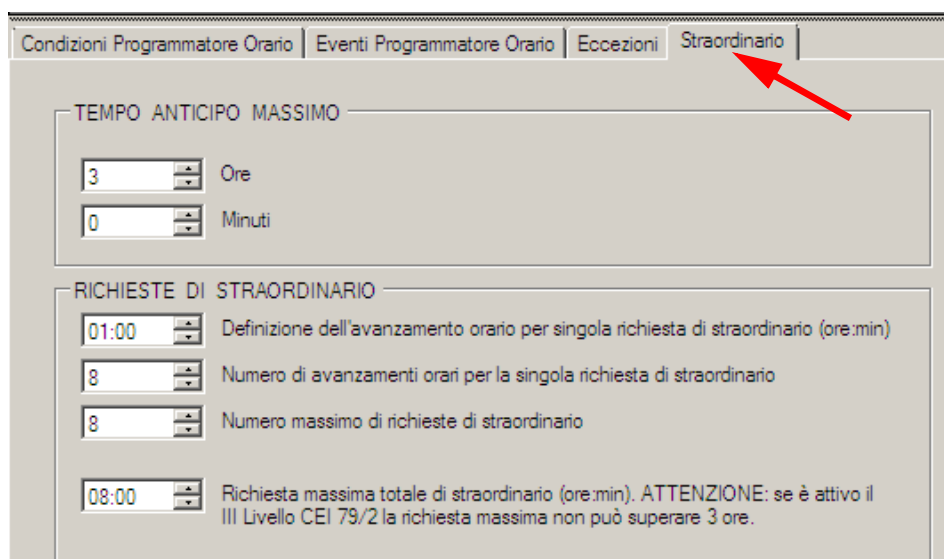 Condizioni Programmatore Orario Eventi Programmatore Orario Eccezioni Straordinario
TEMPO ANTICIPO MASSIMO
3 Ore
0 Minuti
RICHIESTE DI STRAORDINARIO
01:00 Definizione dell'avanzamento orario per singola richiesta di straordinario (ore:min)
8 Numero di avanzamenti orari per la singola richiesta di straordinario
8 Numero massimo di richieste di straordinario
08:00 Richiesta massima totale di straordinario (ore:min). ATTENZIONE: se è attivo il
III Livello CEI 79/2 la richiesta massima non può superare 3 ore.